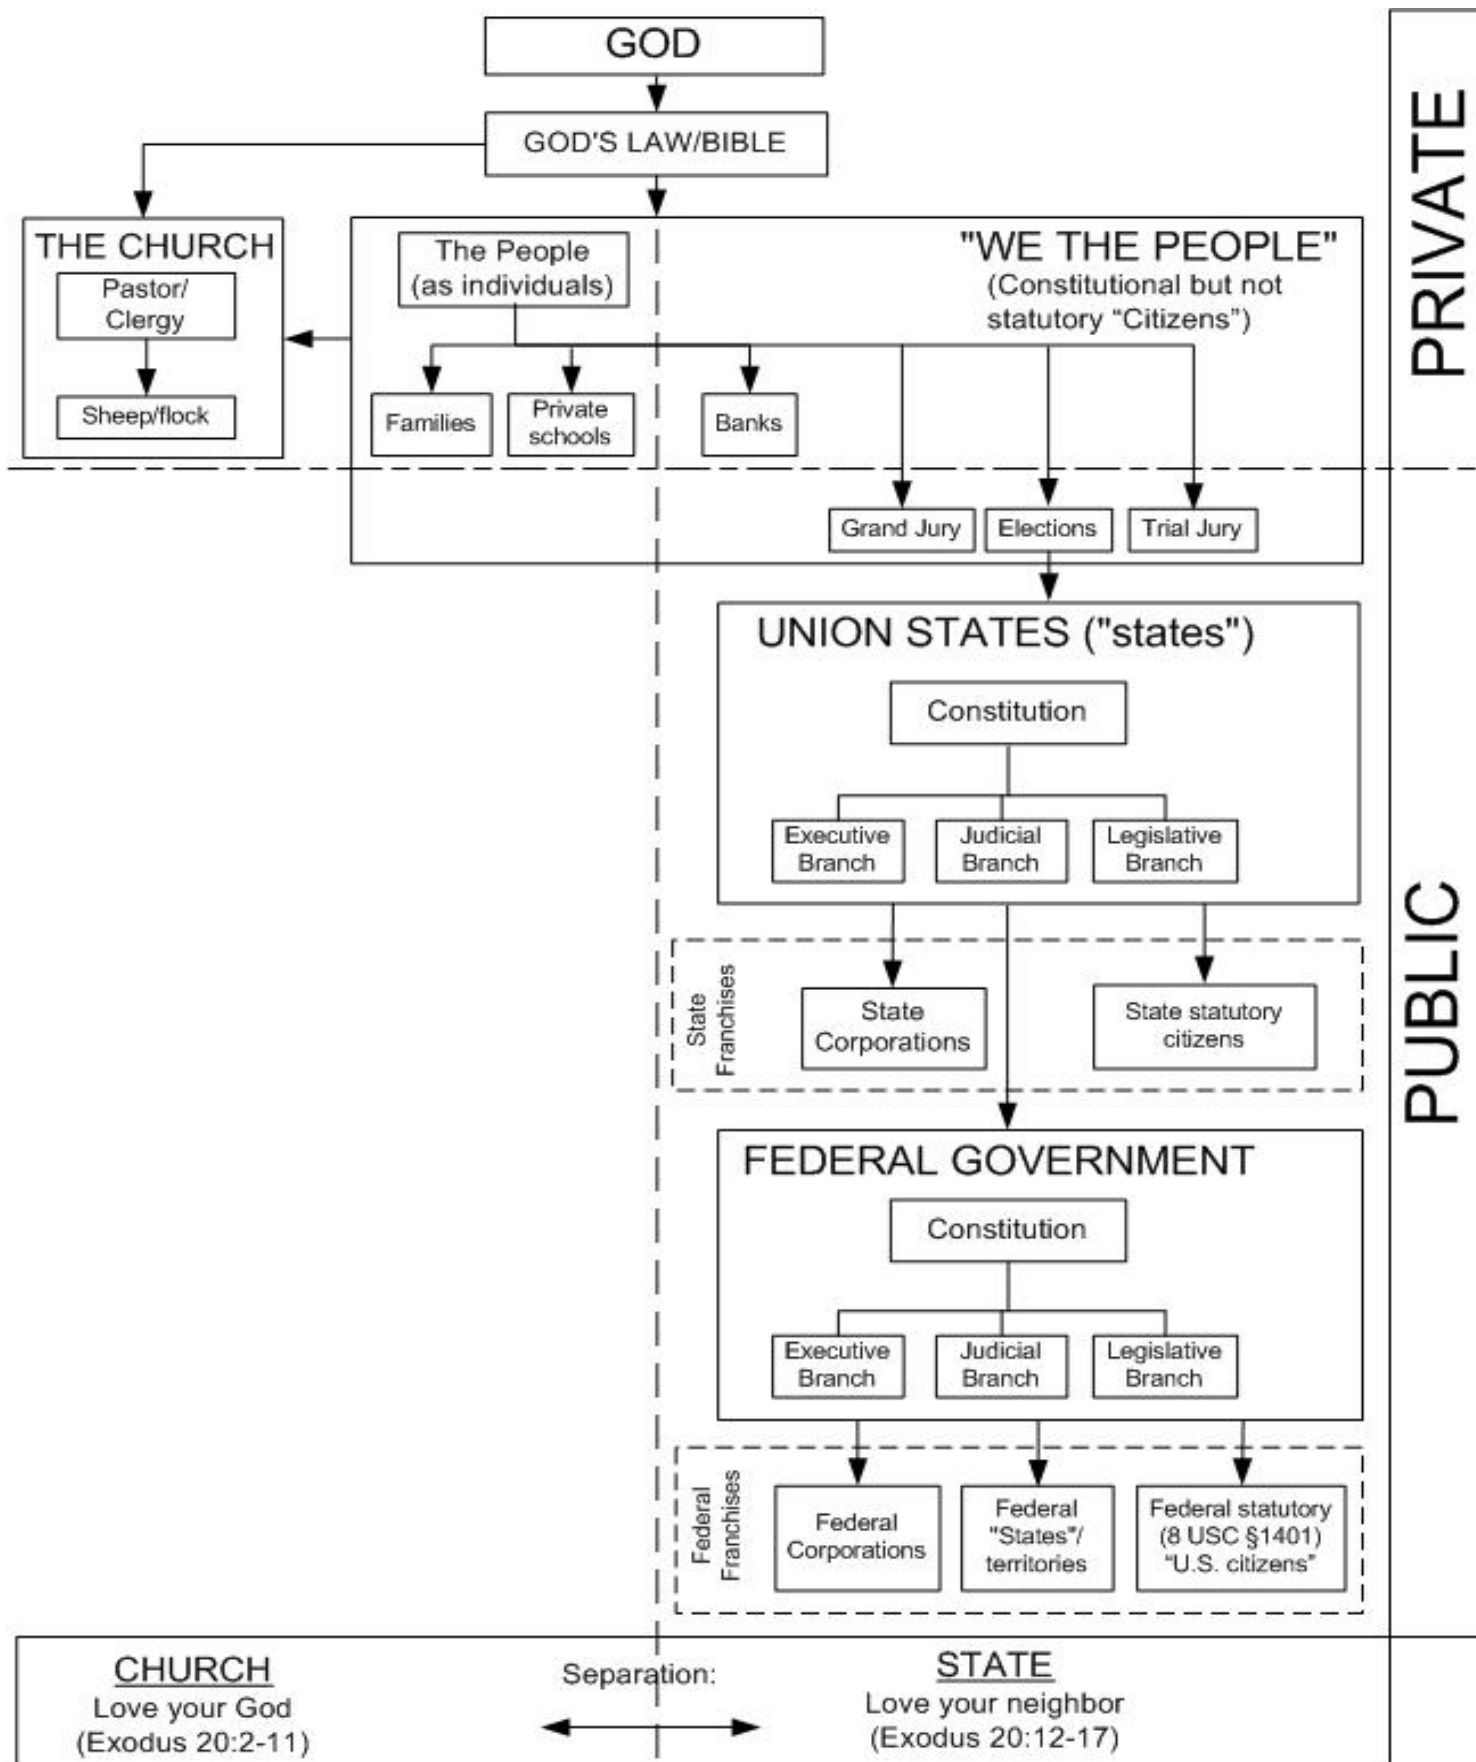 GOD
GOD'S LAW/BIBLE
THE CHURCH
Pastor/
Clergy
Sheep/flock
The People
(as individuals)
"WE THE PEOPLE"
(Constitutional but not
statutory “Citizens”)
Families
Private
schools
Banks
Grand Jury
Elections
Trial Jury
PRIVATE
UNION STATES ("states")
Constitution
Executive
Branch
Judicial
Branch
Legislative
Branch
State
Franchises
State
Corporations
State statutory
citizens
PUBLIC
FEDERAL GOVERNMENT
Constitution
Executive
Branch
Judicial
Branch
Legislative
Branch
Federal
Franchises
Federal
Corporations
Federal
"States"/
territories
Federal statutory
(8 USC §1401)
“U.S. citizens”
CHURCH
Love your God
(Exodus 20:2-11)
Separation:
STATE
Love your neighbor
(Exodus 20:12-17)